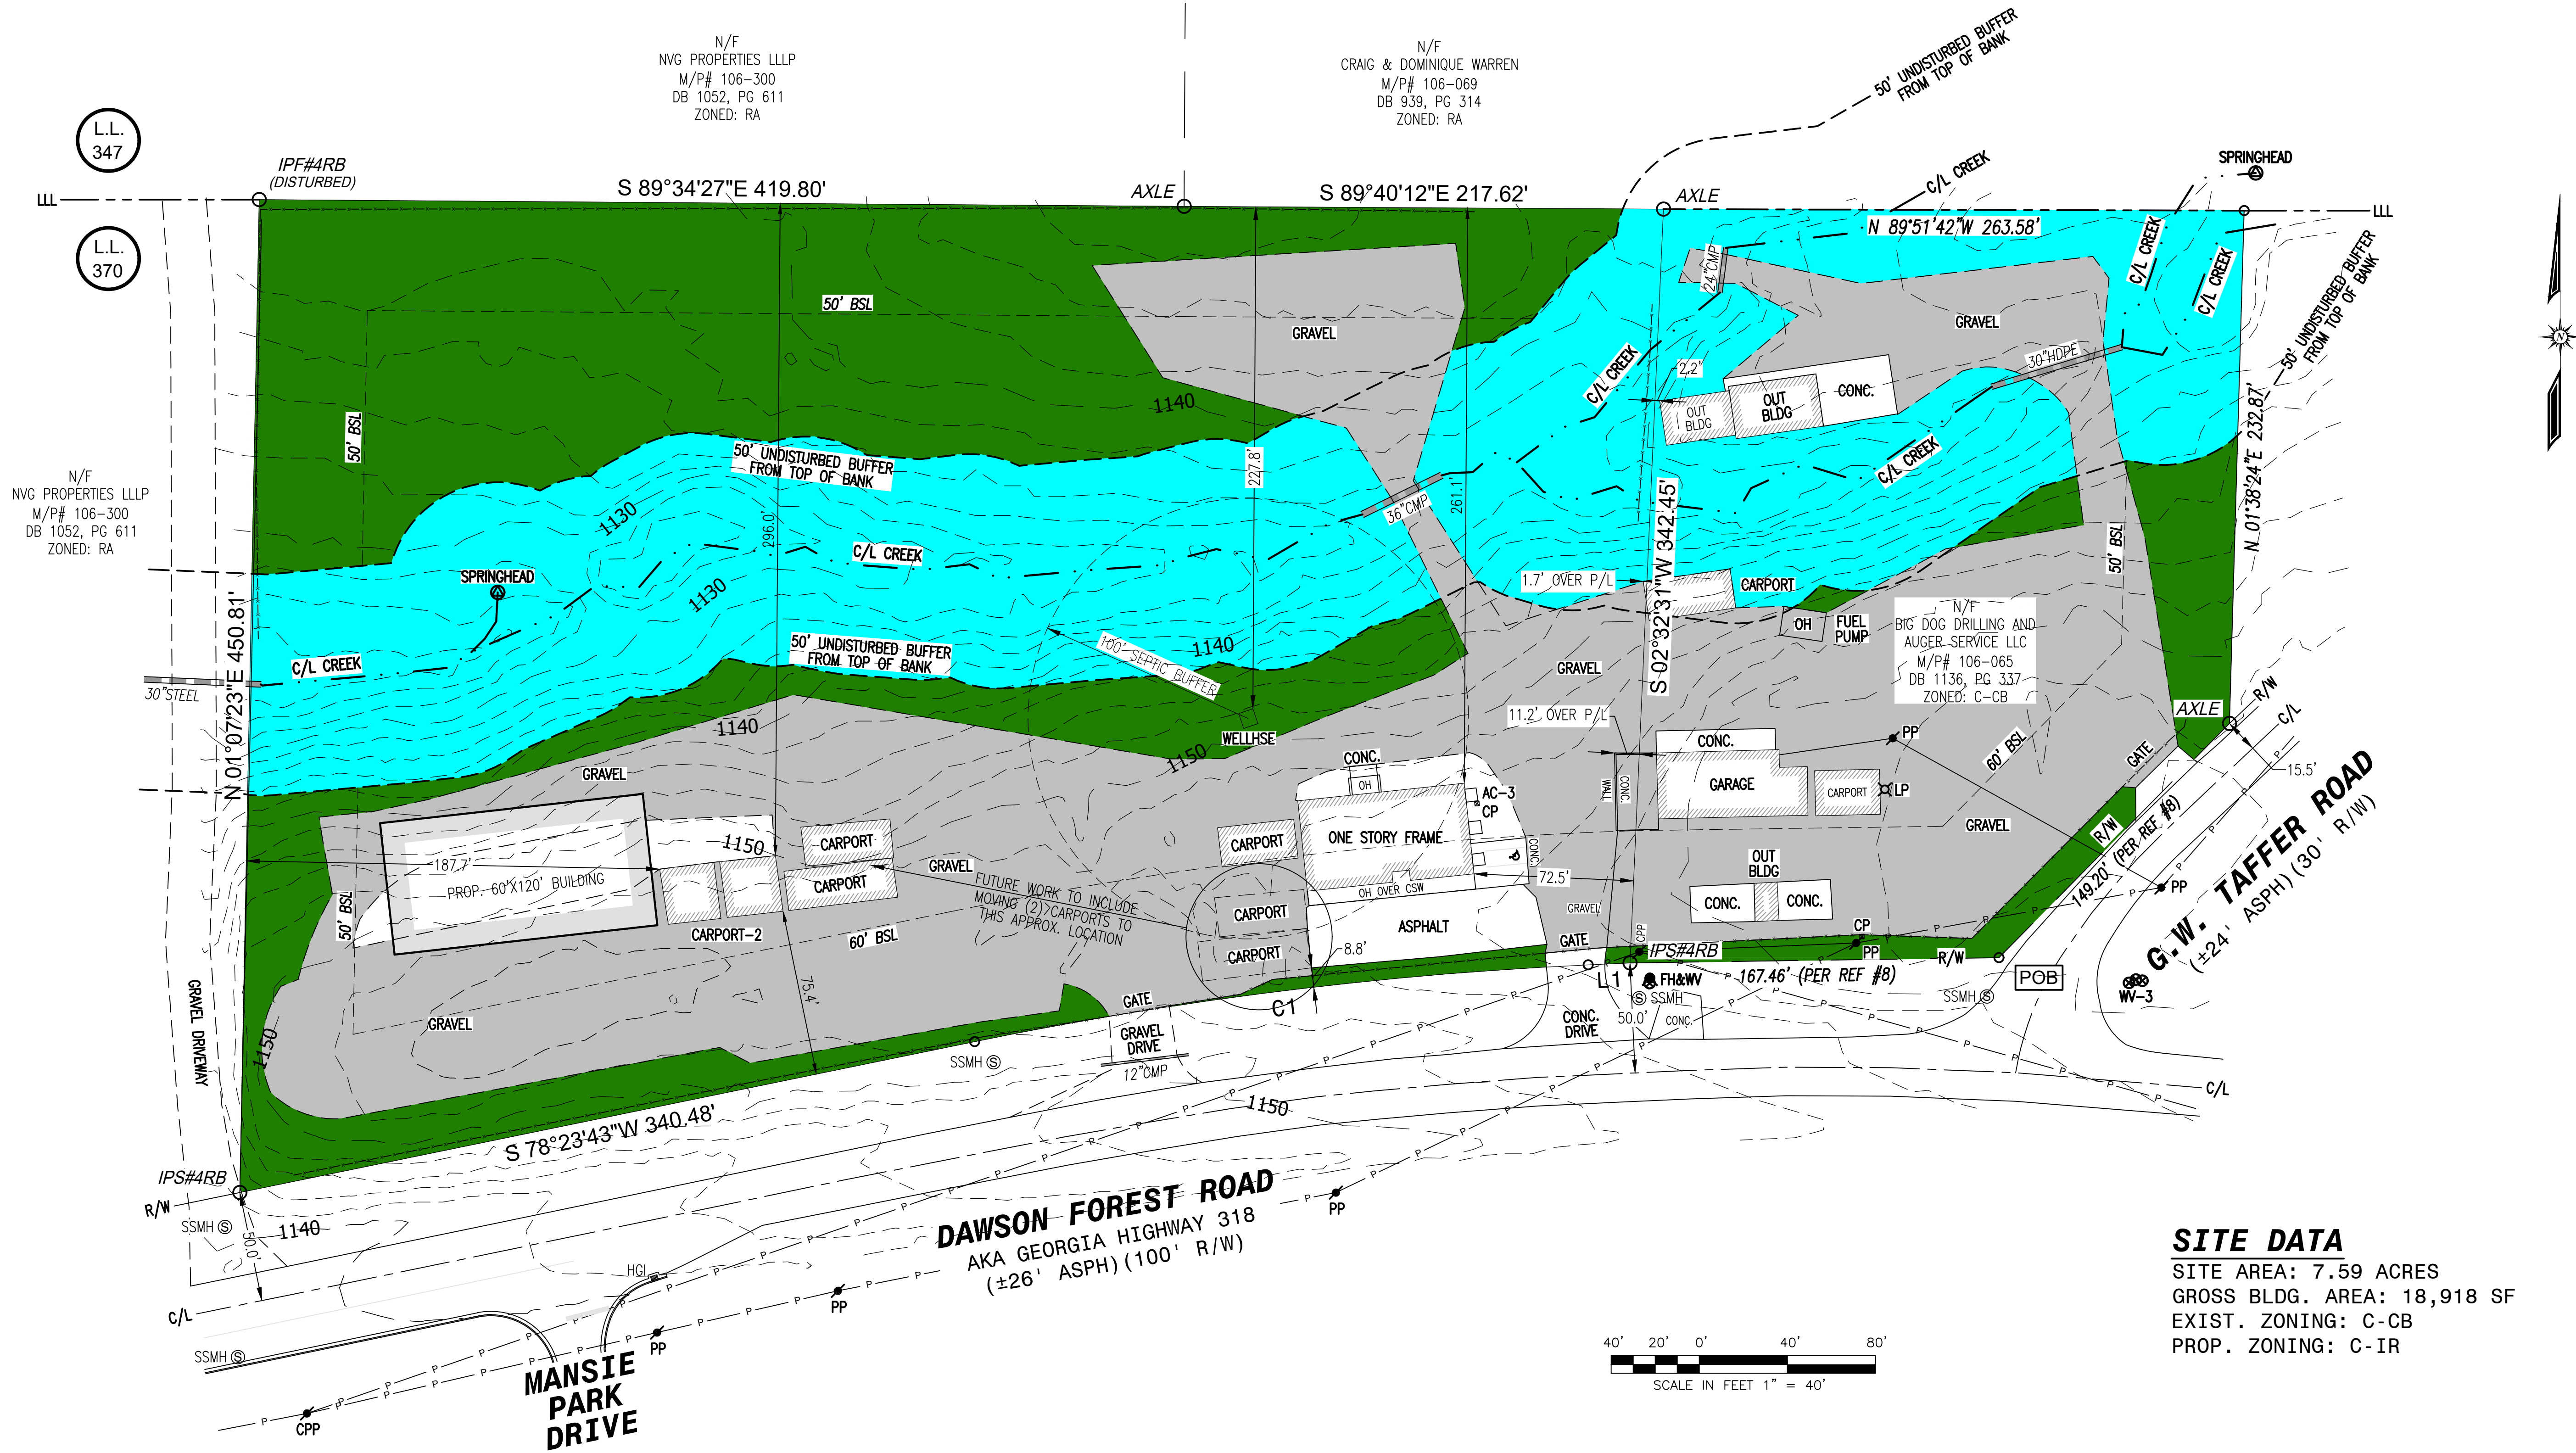 N/F
NVG PROPERTIES LLLP
M/P# 106-300
DB 1052, PG 611
ZONED: RA
N/F
CRAIG & DOMINIQUE WARREN
M/P# 106-069
DB 939, PG 314
ZONED: RA
50' UNDISTURBED BUFFER
FROM TOP OF BANK
L.L.
347
L.L.
370
IPF#4RB
(DISTURBED)
LLL
S 89°34'27"E 419.80'
AXLE
S 89°40'12"E 217.62'
AXLE
C/L CREEK
SPRINGHEAD
LLL
N 89°51'42"W 263.58'
C/L CREEK
C/L CREEK
50' UNDISTURBED BUFFER
FROM TOP OF BANK
N
24"CMP
50' BSL
GRAVEL
GRAVEL
30"HDPE
C/L CREEK
2.2'
OUT
BLDG
OUT
BLDG
CONC.
1140
50' BSL
N 01°38'24"E 232.87'
50' UNDISTURBED BUFFER
FROM TOP OF BANK
227.8'
261.1'
36"CMP
C/L CREEK
N/F
NVG PROPERTIES LLLP
M/P# 106-300
DB 1052, PG 611
ZONED: RA
1130
296.0'
C/L CREEK
S 02°32'31"W 342.45'
50' BSL
SPRINGHEAD
1130
1.7' OVER P/L
CARPORT
OH
FUEL
PUMP
N/F
BIG DOG DRILLING AND
AUGER SERVICE LLC
M/P# 106-065
DB 1136, PG 337
ZONED: C-CB
N 01°07'23"E 450.81'
C/L CREEK
30"STEEL
50' UNDISTURBED BUFFER
FROM TOP OF BANK
1140
100' SEPTIC BUFFER
GRAVEL
11.2' OVER P/L
AXLE
R/W
C/L
1140
WELLHSE
1150
CONC.
PP
60' BSL
GATE
15.5'
GRAVEL
CONC.
OH
AC-3
CP
WALL
CONC.
GARAGE
CARPORT
LP
ONE STORY FRAME
CARPORT
GRAVEL
R/W
149.20' (PER REF #8)
G.W. TAFFER ROAD
(±24' ASPH)(30' R/W)
1150
CARPORT
CARPORT
187.7'
PROP. 60'X120' BUILDING
GRAVEL
FUTURE WORK TO INCLUDE
MOVING (2) CARPORTS TO
THIS APPROX. LOCATION
CONC.
72.5'
OUT
BLDG
CONC.
CONC.
PP
OH OVER CSW
ASPHALT
GRAVEL
CARPORT
CARPORT
50' BSL
CARPORT-2
60' BSL
8.8'
GATE
CPP
IPS#4RB
CP
PP
R/W
L1
FH&WV
167.46' (PER REF #8)
POB
WV-3
SSMH
SSMH
75.4'
C1
GATE
GRAVEL
GRAVEL DRIVEWAY
1150
CONC.
DRIVE
50.0'
CONC.
GRAVEL
DRIVE
12"CMP
SSMH
C/L
1150
S 78°23'43"W 340.48'
IPS#4RB
R/W
SSMH
1140
50.0'
DAWSON FOREST ROAD
AKA GEORGIA HIGHWAY 318
(±26' ASPH)(100' R/W)
PP
HGI
PP
PP
C/L
SSMH
CPP
MANSIE
PARK
DRIVE
40' 20' 0' 40' 80'
SCALE IN FEET 1" = 40'
SITE DATA
SITE AREA: 7.59 ACRES
GROSS BLDG. AREA: 18,918 SF
EXIST. ZONING: C-CB
PROP. ZONING: C-IR